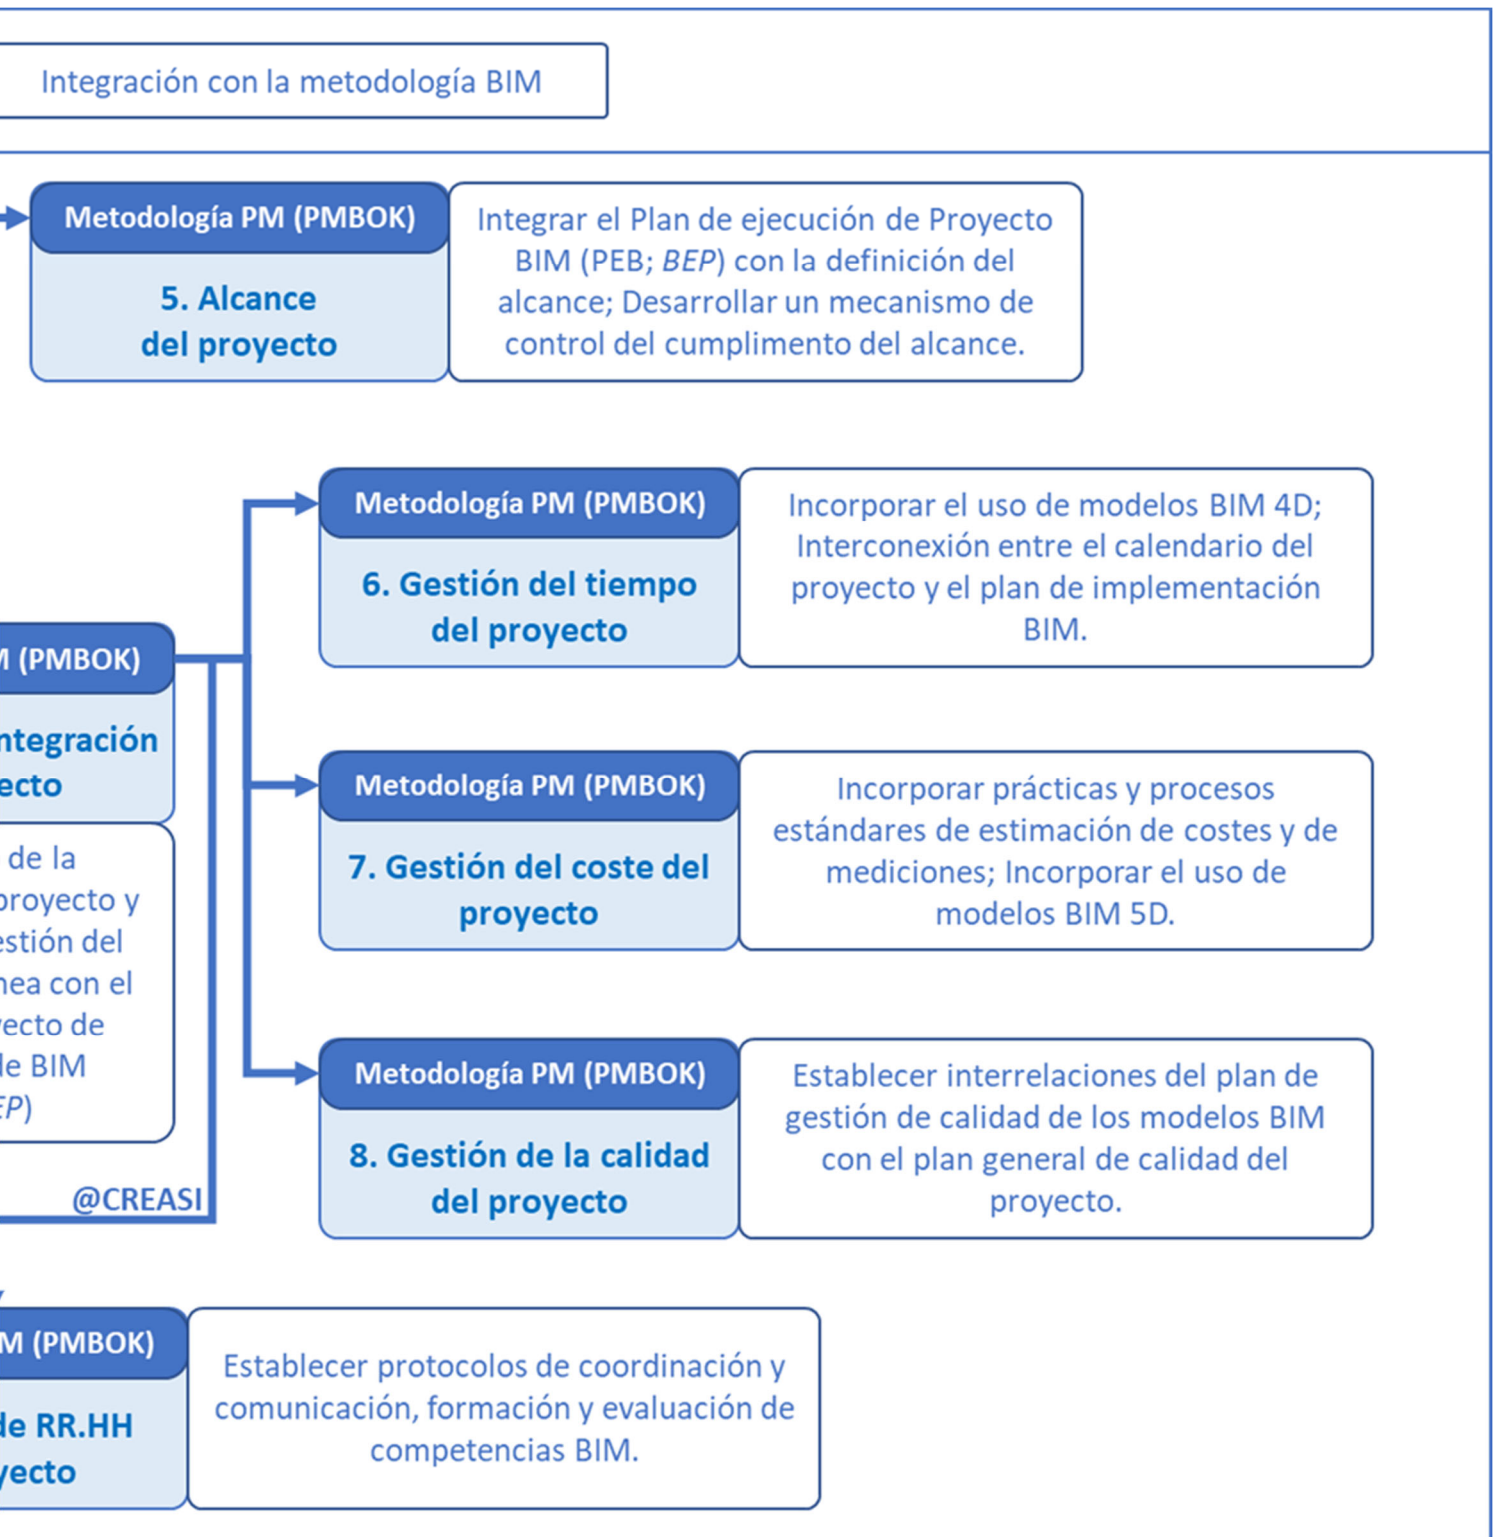 Integración con la metodología BIM
Metodología PM (PMBOK)
5. Alcance
del proyecto
Integrar el Plan de ejecución de Proyecto
BIM (PEB; BEP) con la definición del
alcance; Desarrollar un mecanismo de
control del cumplimento del alcance.
Metodología PM (PMBOK)
6. Gestión del tiempo
del proyecto
Incorporar el uso de modelos BIM 4D;
Interconexión entre el calendario del
proyecto y el plan de implementación
BIM.
M (PMBOK)
ntegración
ecto
de la
proyecto y
estión del
nea con el
yecto de
de BIM
EP)
@CREASI
Metodología PM (PMBOK)
7. Gestión del coste del
proyecto
Incorporar prácticas y procesos
estándares de estimación de costes y de
mediciones; Incorporar el uso de
modelos BIM 5D.
Metodología PM (PMBOK)
8. Gestión de la calidad
del proyecto
Establecer interrelaciones del plan de
gestión de calidad de los modelos BIM
con el plan general de calidad del
proyecto.
M (PMBOK)
de RR.HH
yecto
Establecer protocolos de coordinación y
comunicación, formación y evaluación de
competencias BIM.